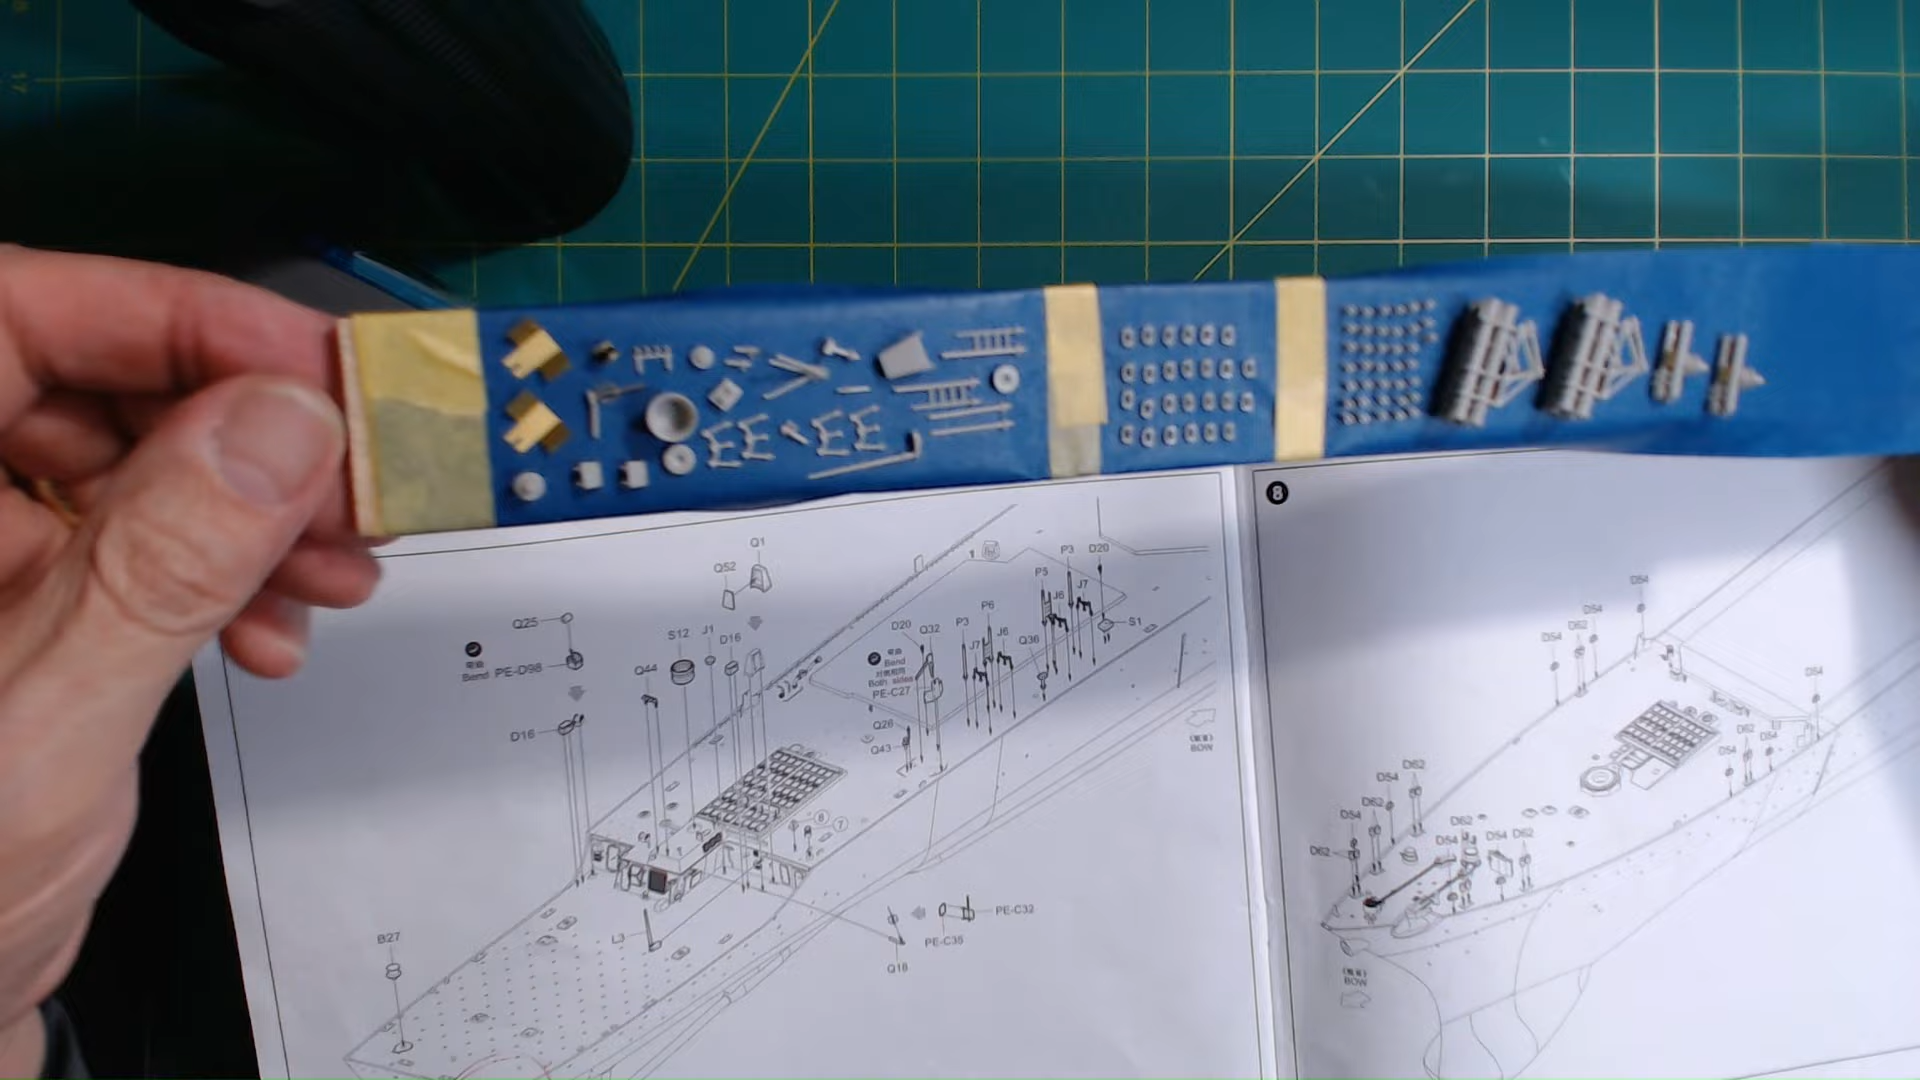 Q1
Q52
Q25
Bend
PE-D98
S12
J1
D16
Q44
D16
D20
Q32
Bend
Both sides
PE-C27
Q26
Q43
P3
P6
J6
J7
Q36
P5
J6
P3
J7
D20
S1
BOW
8
7
L3
B27
PE-C32
PE-C35
Q18
8
D54
D54
D62
D54
D54
D62
D54
D54
D62
D54
D62
D54
D62
D62
D54
D54
D62
BOW